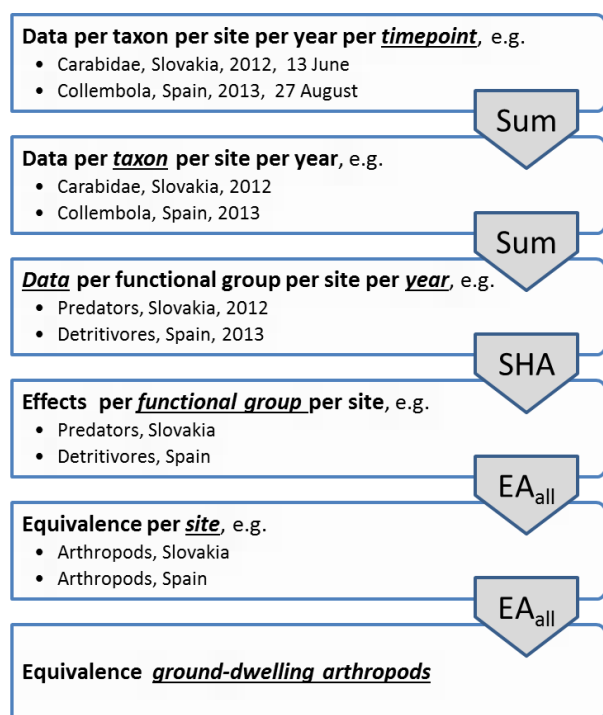 Data per taxon per site per year per timepoint, e.g.
• Carabidae, Slovakia, 2012, 13 June
• Collembola, Spain, 2013, 27 August
Sum
Data per taxon per site per year, e.g.
• Carabidae, Slovakia, 2012
• Collembola, Spain, 2013
Sum
Data per functional group per site per year, e.g.
• Predators, Slovakia, 2012
• Detritivores, Spain, 2013
SHA
Effects per functional group per site, e.g.
• Predators, Slovakia
• Detritivores, Spain
EAall
Equivalence per site, e.g.
• Arthropods, Slovakia
• Arthropods, Spain
EAall
Equivalence ground-dwelling arthropods